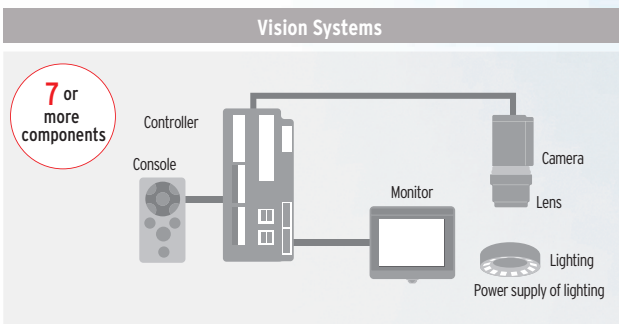 Vision Systems
7 or
more
components
Controller
Console
Monitor
Camera
Lens
Lighting
Power supply of lighting